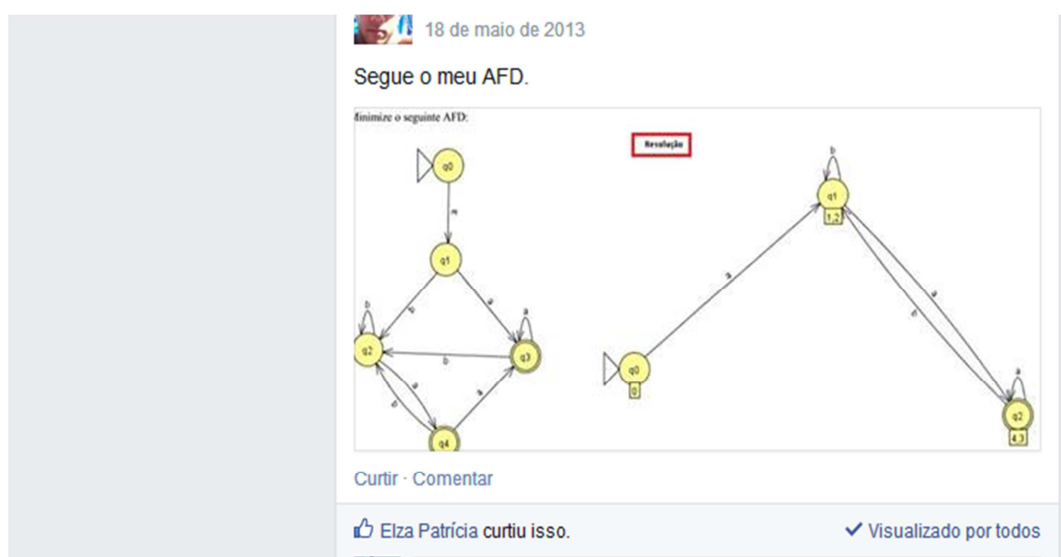 18 de maio de 2013
Segue o meu AFD.
Minimize o seguinte AFD:
Resolução
q0
a
q1
b
a
b
q2
b
a
q3
a
b
a
q4
b
q1
1,2
a
a
b
q0
0
a
q2
4,3
Curtir · Comentar
Elza Patrícia curtiu isso.
Visualizado por todos